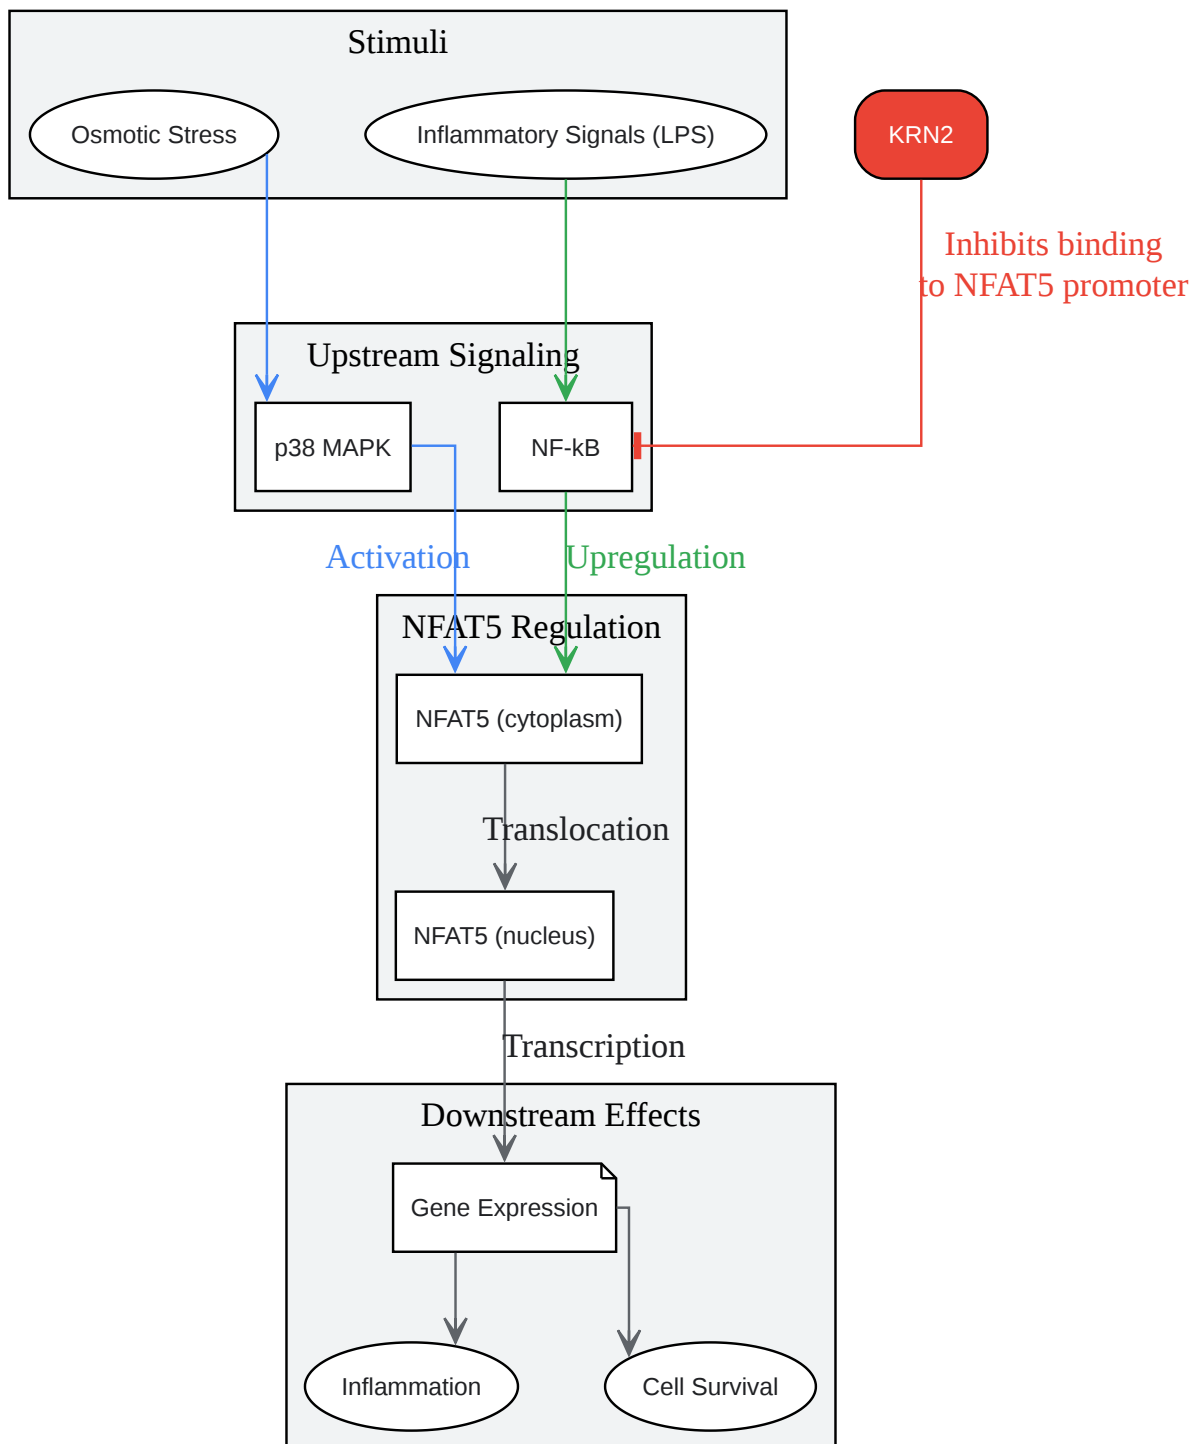 Stimuli
Osmotic Stress
Inflammatory Signals (LPS)
KRN2
Inhibits binding
to NFAT5 promoter
Upstream Signaling
p38 MAPK
NF-kB
Activation
Upregulation
NFAT5 Regulation
NFAT5 (cytoplasm)
Translocation
NFAT5 (nucleus)
Transcription
Downstream Effects
Gene Expression
Inflammation
Cell Survival